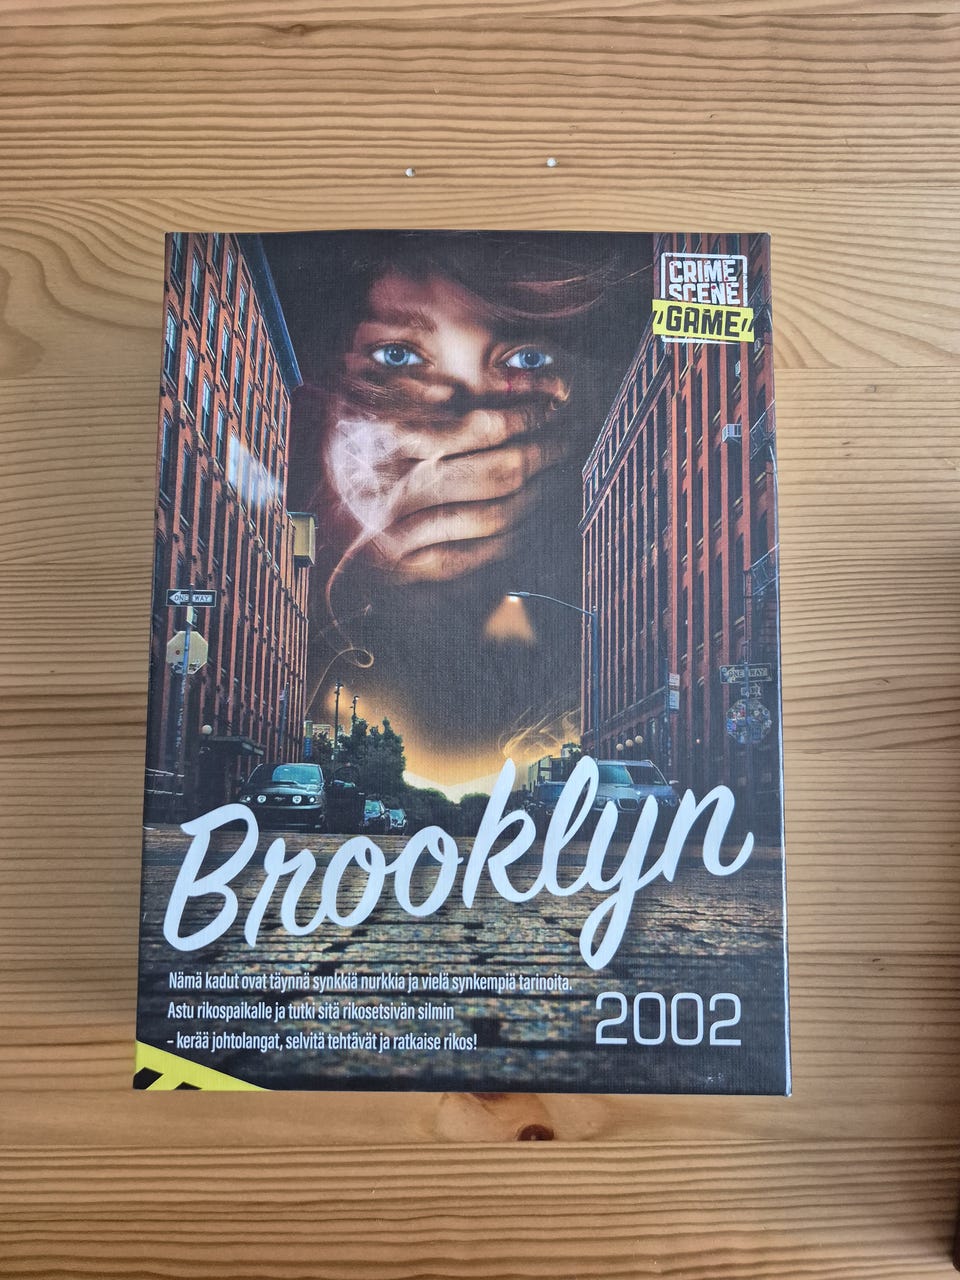 CRIME
SCENE
GAME
ONE WAY
ONE WAY
Brooklyn
Nämä kadut ovat täynnä synkkiä nurkkia ja vielä synkempiä tarinoita.
Astu rikospaikalle ja tutki sitä rikosetsivän silmin
– kerää johtolangat, selvitä tehtävät ja ratkaise rikos!
2002